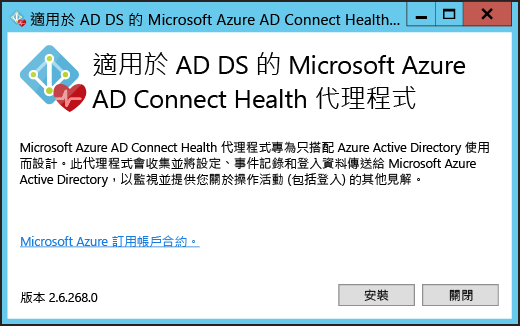 適用於 AD DS 的 Microsoft Azure AD Connect Health...
適用於 AD DS 的 Microsoft Azure
AD Connect Health 代理程式
Microsoft Azure AD Connect Health 代理程式專為只搭配 Azure Active Directory 使用
而設計。此代理程式會收集並將設定、事件記錄和登入資料傳送給 Microsoft Azure
Active Directory，以監視並提供您關於操作活動 (包括登入) 的其他見解。
Microsoft Azure 訂用帳戶合約。
版本 2.6.268.0
安裝
關閉